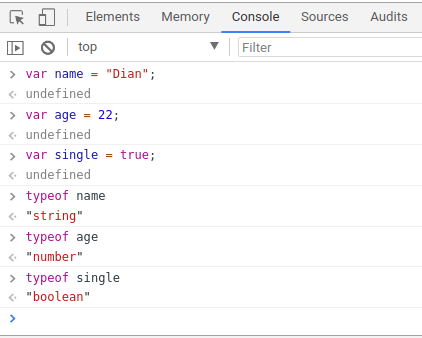 Elements Memory Console Sources Audits
top Filter
var name = "Dian";
undefined
var age = 22;
undefined
var single = true;
undefined
typeof name
"string"
typeof age
"number"
typeof single
"boolean"